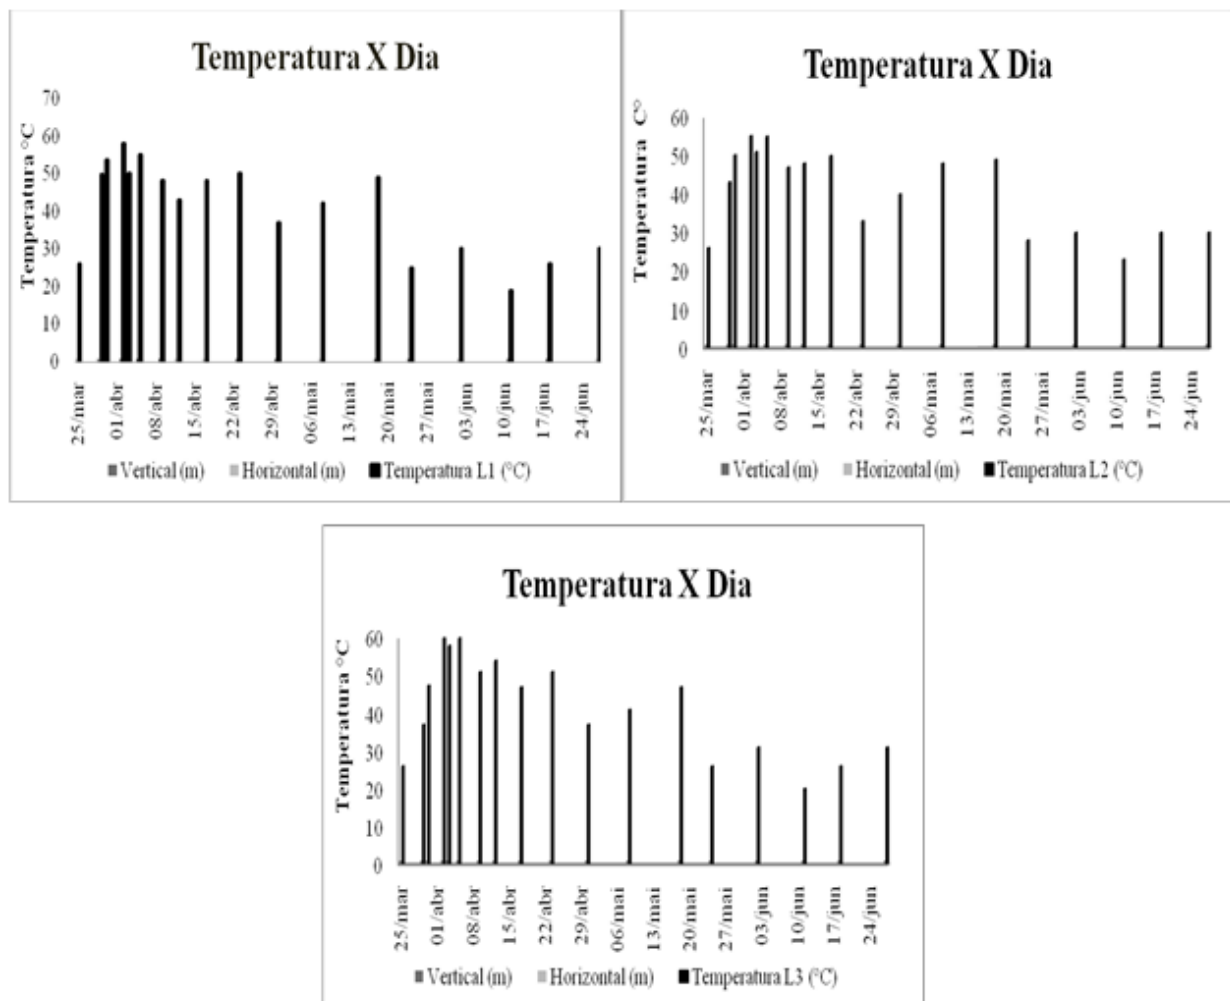 Temperatura X Dia
Temperatura °C
70
60
50
40
30
20
10
0
25/mar
01/abr
08/abr
15/abr
22/abr
29/abr
06/mai
13/mai
20/mai
27/mai
03/jun
10/jun
17/jun
24/jun
Vertical (m) Horizontal (m) Temperatura L1 (°C)
Temperatura X Dia
Temperatura C°
60
50
40
30
20
10
0
25/mar
01/abr
08/abr
15/abr
22/abr
29/abr
06/mai
13/mai
20/mai
27/mai
03/jun
10/jun
17/jun
24/jun
Vertical (m) Horizontal (m) Temperatura L2 (°C)
Temperatura X Dia
Temperatura °C
60
50
40
30
20
10
0
25/mar
01/abr
08/abr
15/abr
22/abr
29/abr
06/mai
13/mai
20/mai
27/mai
03/jun
10/jun
17/jun
24/jun
Vertical (m) Horizontal (m) Temperatura L3 (°C)